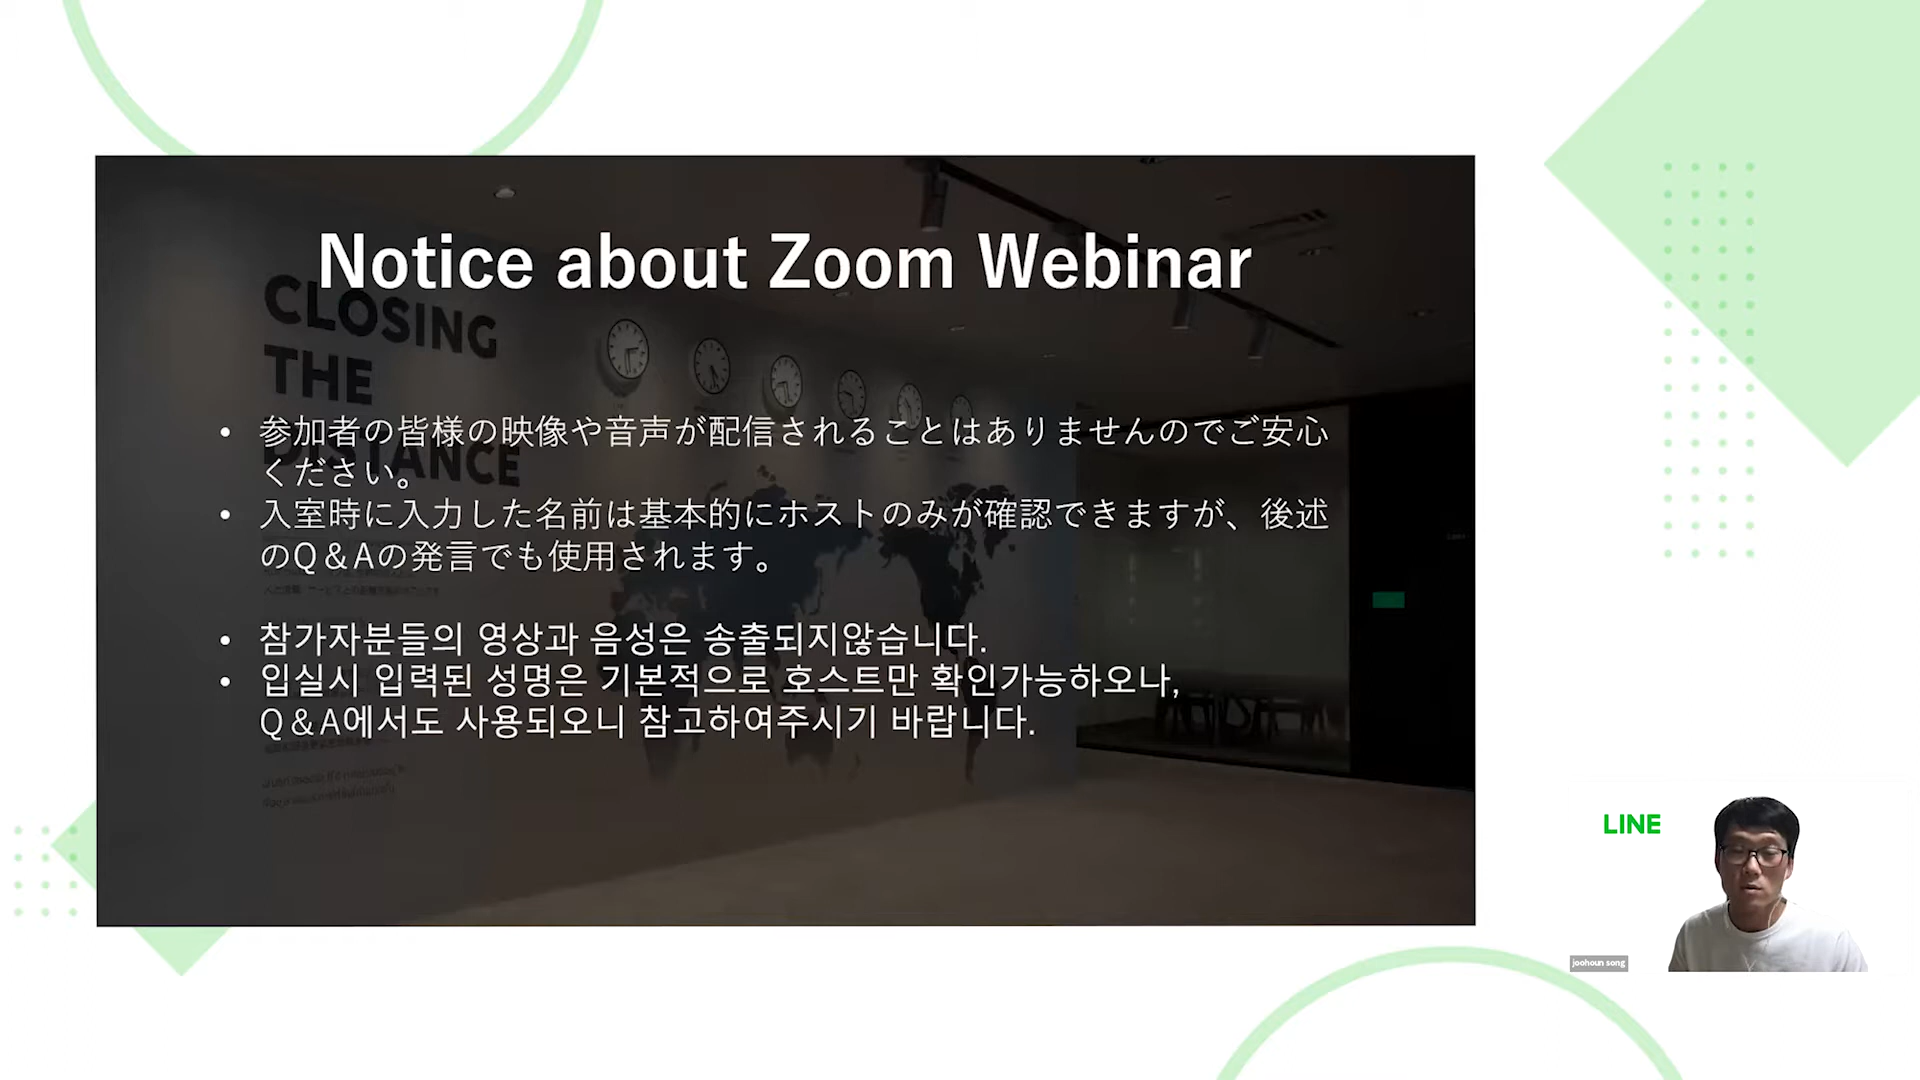 Notice about Zoom Webinar
CLOSING
THE
DISTANCE
• 参加者の皆様の映像や音声が配信されることはありませんのでご安心
ください。
• 入室時に入力した名前は基本的にホストのみが確認できますが、後述
のQ＆Aの発言でも使用されます。
• 참가자분들의 영상과 음성은 송출되지않습니다.
• 입실시 입력된 성명은 기본적으로 호스트만 확인가능하오나,
Q＆A에서도 사용되오니 참고하여주시기 바랍니다.
LINE
joohoun song